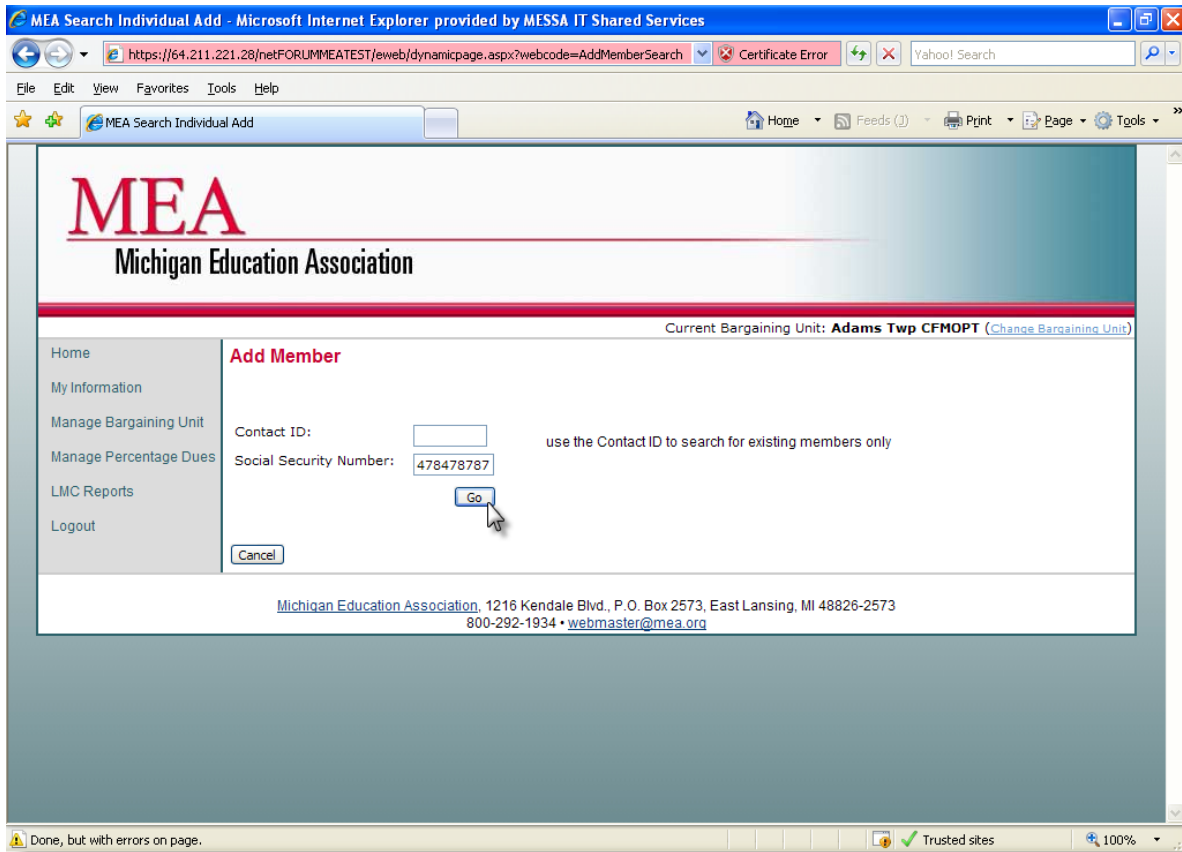 MEA Search Individual Add - Microsoft Internet Explorer provided by MESSA IT Shared Services
https://64.211.221.28/netFORUMMEATEST/eweb/dynamicpage.aspx?webcode=AddMemberSearch Certificate Error Yahoo! Search
File Edit View Favorites Tools Help
MEA Search Individual Add Home Feeds (J) Print Page Tools »
MEA
Michigan Education Association
Current Bargaining Unit: Adams Twp CFMOPT (Change Bargaining Unit)
Home
My Information
Manage Bargaining Unit
Manage Percentage Dues
LMC Reports
Logout
Add Member
Contact ID: use the Contact ID to search for existing members only
Social Security Number: 478478787
Go
Cancel
Michigan Education Association, 1216 Kendale Blvd., P.O. Box 2573, East Lansing, MI 48826-2573
800-292-1934 • webmaster@mea.org
Done, but with errors on page. Trusted sites 100%